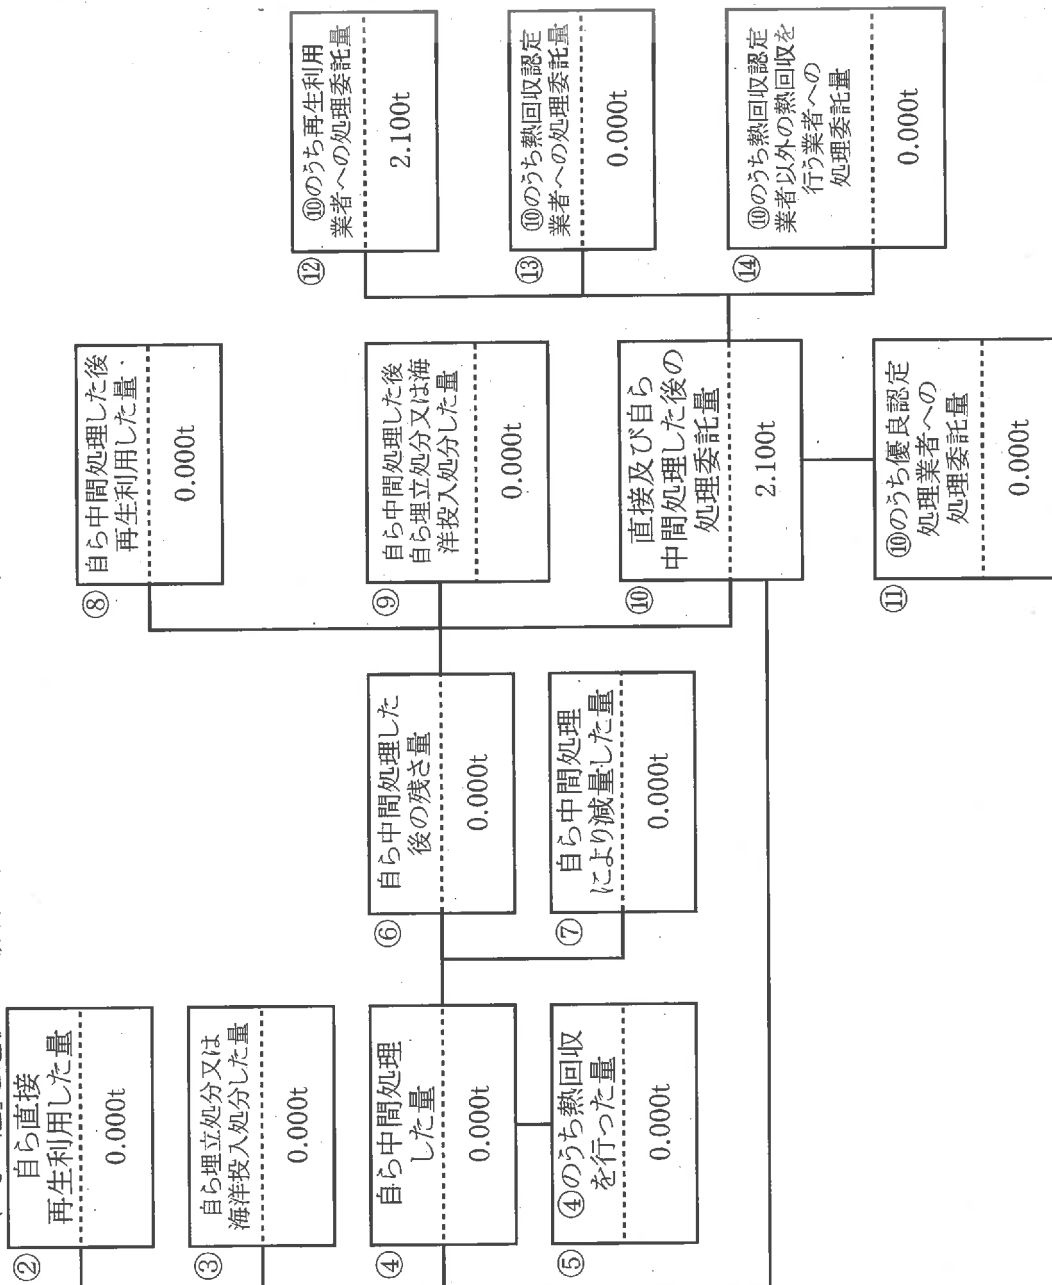 ②
自ら直接
再生利用した量
0.000t
③
自ら埋立処分又は
海洋投入処分した量
0.000t
④
自ら中間処理
した量
0.000t
⑤
④のうち熱回収
を行った量
0.000t
⑥
自ら中間処理した
後の残さ量
0.000t
⑦
自ら中間処理
により減量した量
0.000t
⑧
自ら中間処理した後
再生利用した量
0.000t
⑨
自ら中間処理した後
自ら埋立処分又は海
洋投入処分した量
0.000t
⑩
直接及び自ら
中間処理した後の
処理委託量
2.100t
⑪
⑩のうち優良認定
処理業者への
処理委託量
0.000t
⑫
⑩のうち再生利用
業者への処理委託量
2.100t
⑬
⑩のうち熱回収認定
業者への処理委託量
0.000t
⑭
⑩のうち熱回収認定
業者以外の熱回収を
行う業者への
処理委託量
0.000t